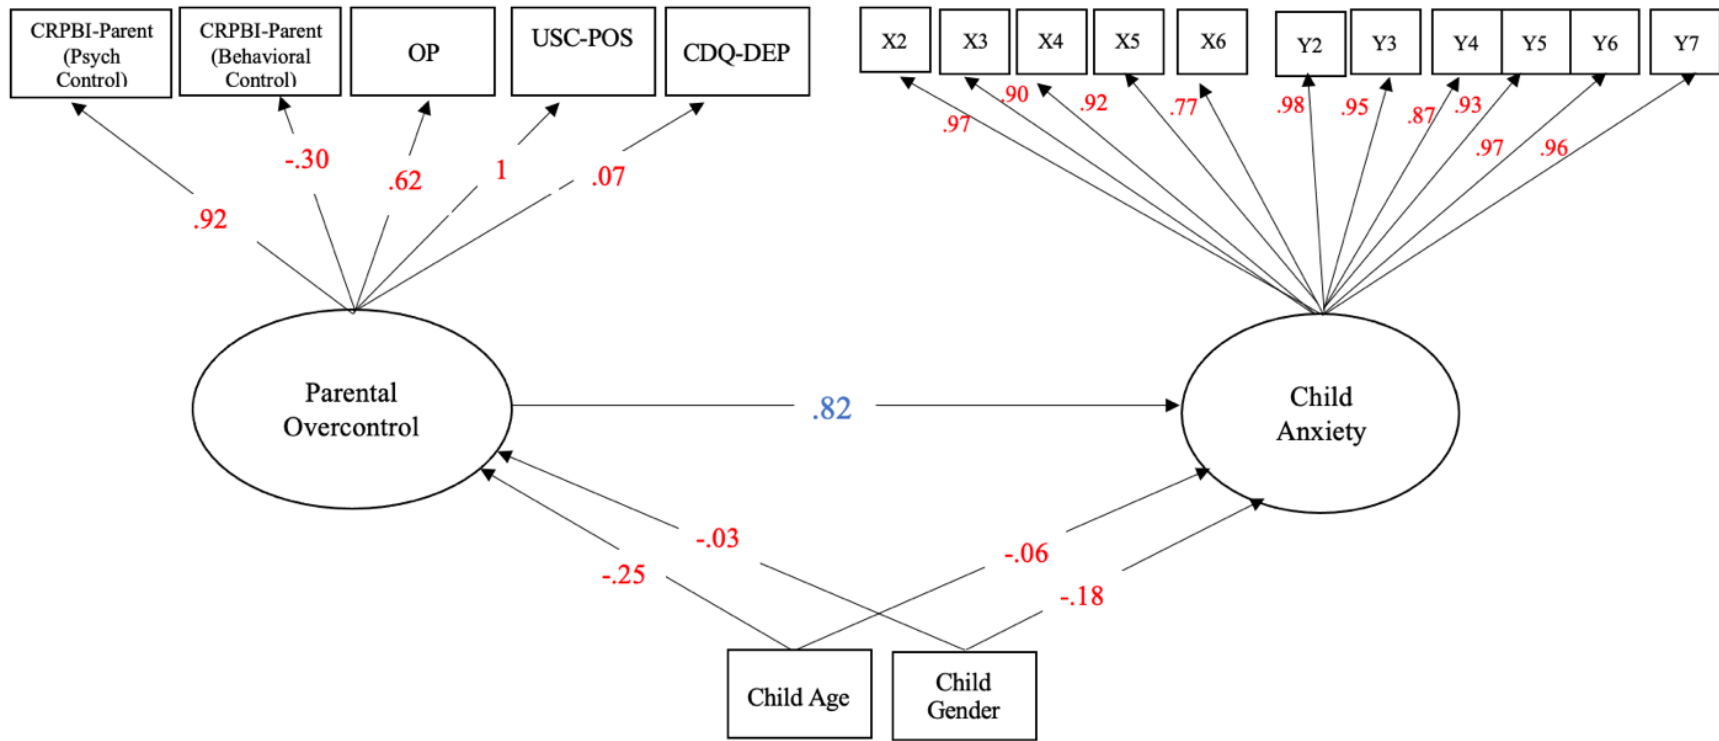 CRPBI-Parent
(Psych
Control)
CRPBI-Parent
(Behavioral
Control)
OP
USC-POS
CDQ-DEP
X2
X3
X4
X5
X6
Y2
Y3
Y4
Y5
Y6
Y7
.97
.90
.92
.77
.98
.95
.87
.93
.97
.96
.92
-.30
.62
1
.07
Parental
Overcontrol
.82
Child
Anxiety
-.03
-.25
-.06
-.18
Child Age
Child
Gender